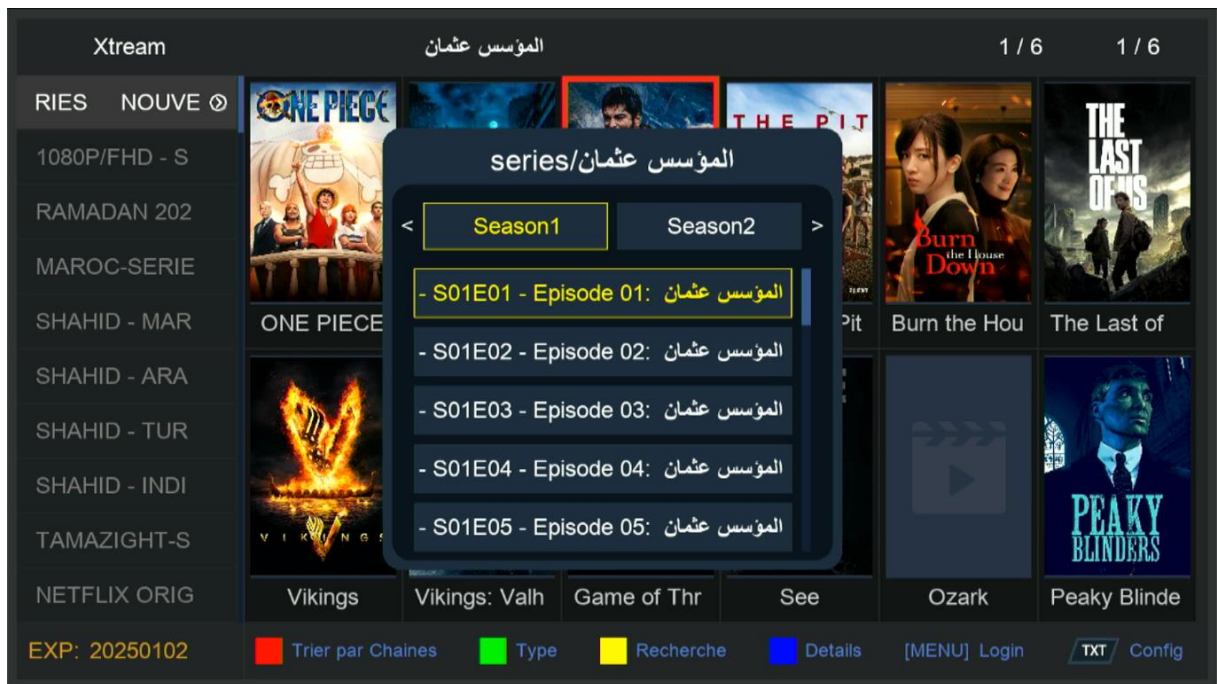 Xtream المؤسس عثمان 1 / 6 1 / 6
RIES NOUVE
1080P/FHD - S
RAMADAN 202
MAROC-SERIE
SHAHID - MAR
SHAHID - ARA
SHAHID - TUR
SHAHID - INDI
TAMAZIGHT-S
NETFLIX ORIG
ONE PIECE
THE PIT
Burn
the House
Down
THE
LAST
OF US
ONE PIECE
Pit
Burn the Hou
The Last of
series/المؤسس عثمان
< Season1 Season2 >
المؤسس عثمان :S01E01 - Episode 01 -
المؤسس عثمان :S01E02 - Episode 02 -
المؤسس عثمان :S01E03 - Episode 03 -
المؤسس عثمان :S01E04 - Episode 04 -
المؤسس عثمان :S01E05 - Episode 05 -
VIKINGS
PEAKY
BLINDERS
Vikings
Vikings: Valh
Game of Thr
See
Ozark
Peaky Blinde
EXP: 20250102
Trier par Chaines Type Recherche Details [MENU] Login TXT Config